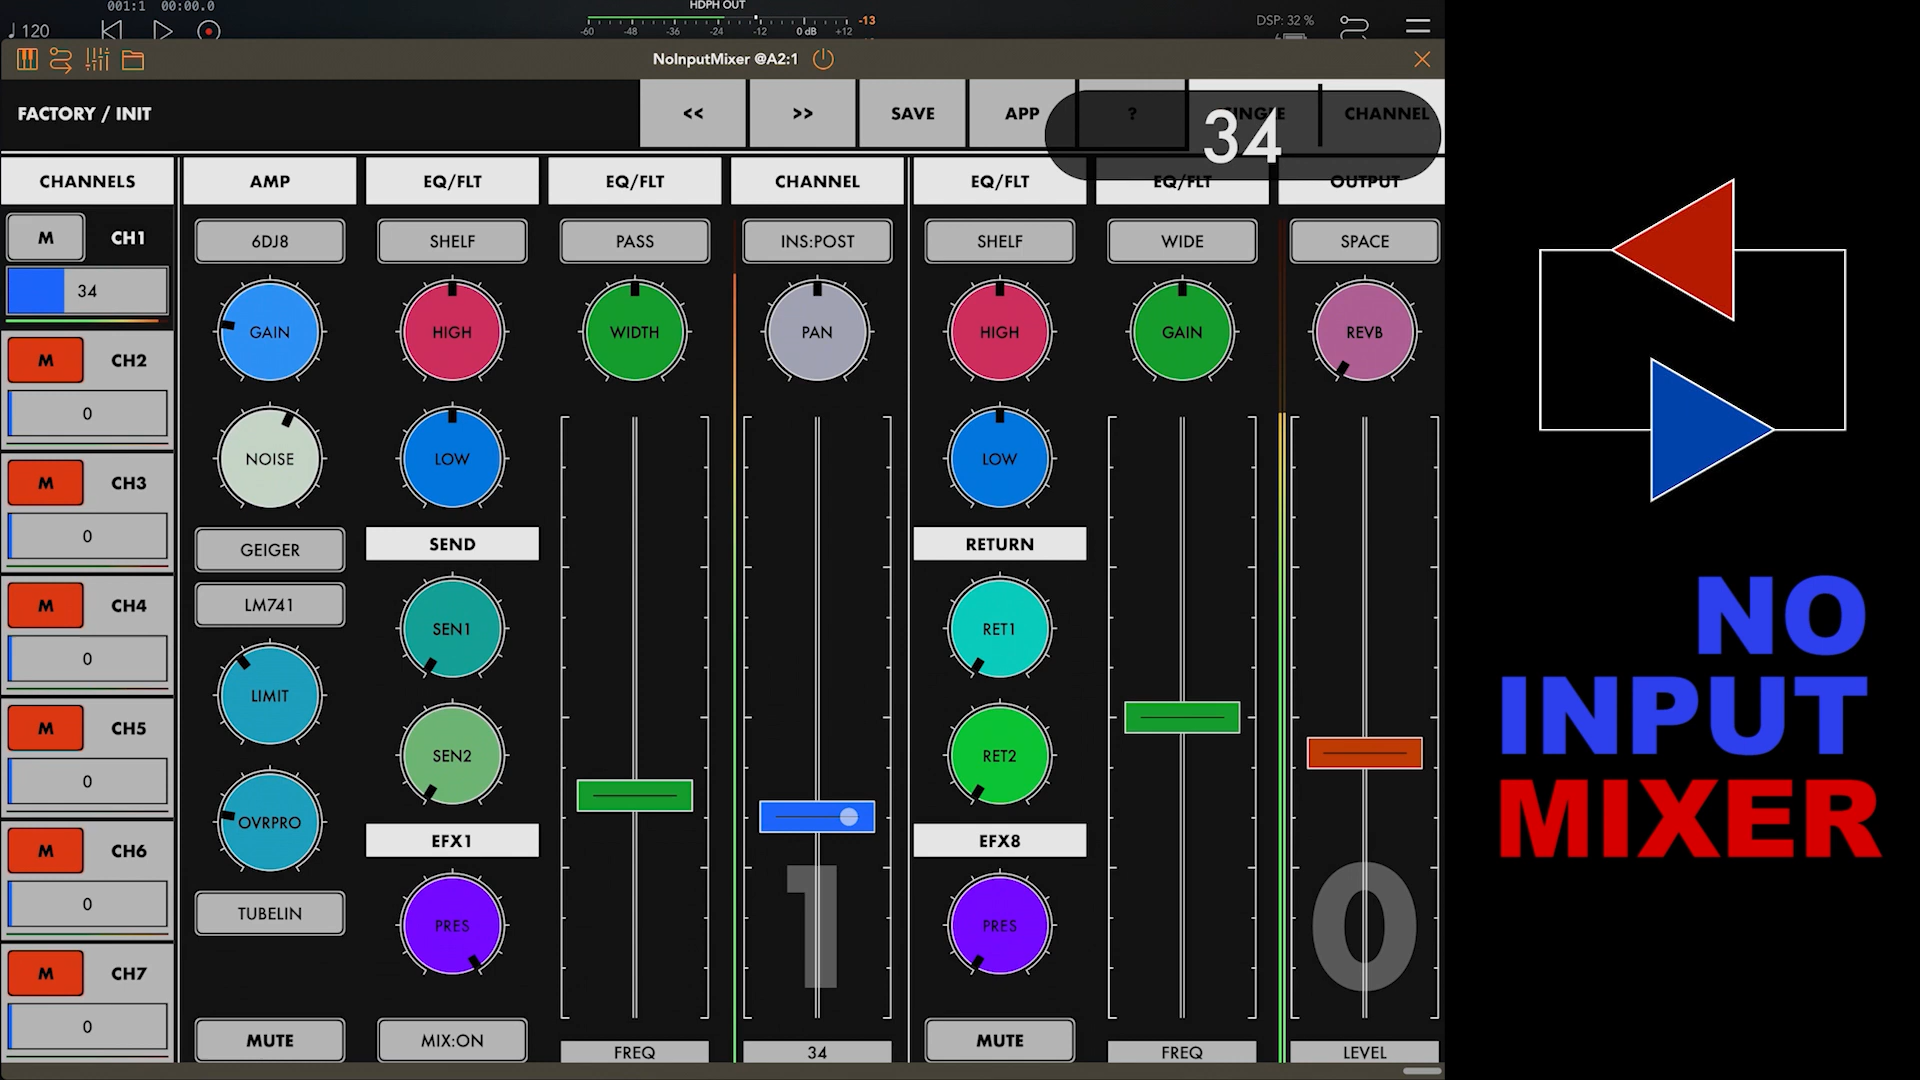 001:1 00:00.0
HDPH OUT
120
-60 -48 -36 -24 -12 0 dB +12
-13
DSP: 32 %
NoInputMixer @A2:1
FACTORY / INIT
<< >> SAVE APP ? SINGLE CHANNEL
34
CHANNELS AMP EQ/FLT EQ/FLT CHANNEL EQ/FLT EQ/FLT OUTPUT
M CH1
34
M CH2
0
M CH3
0
M CH4
0
M CH5
0
M CH6
0
M CH7
0
6DJ8
GAIN
NOISE
GEIGER
LM741
LIMIT
OVRPRO
TUBELIN
MUTE
SHELF
HIGH
LOW
SEND
SEN1
SEN2
EFX1
PRES
MIX:ON
PASS
WIDTH
FREQ
INS:POST
PAN
1
34
SHELF
HIGH
LOW
RETURN
RET1
RET2
EFX8
PRES
MUTE
WIDE
GAIN
FREQ
SPACE
REVB
0
LEVEL
NO
INPUT
MIXER